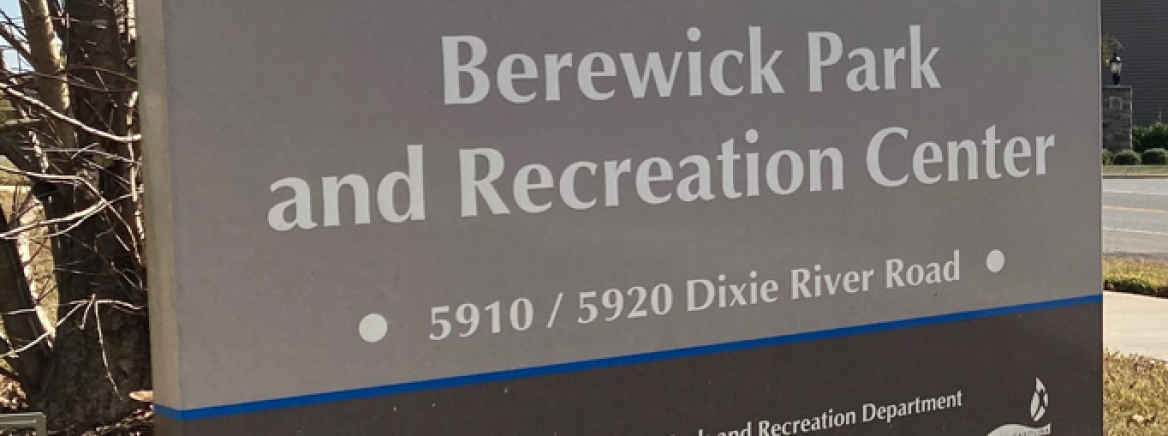 Berewick Park
and Recreation Center
• 5910 / 5920 Dixie River Road •
and Recreation Department